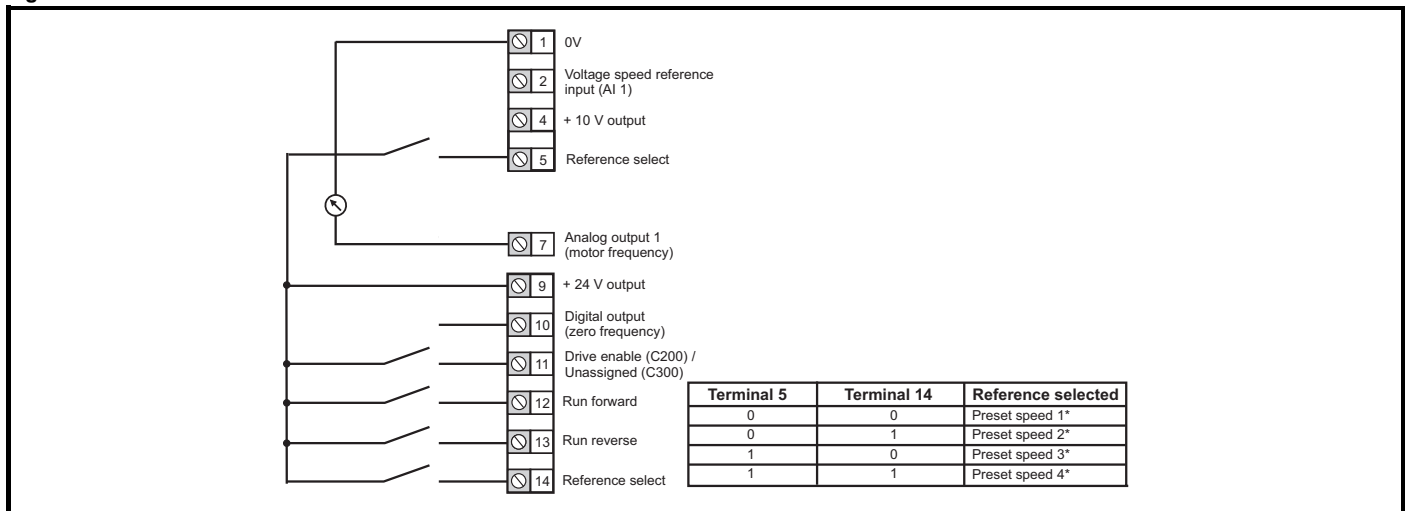 1 0V
2 Voltage speed reference
input (AI 1)
4 + 10 V output
5 Reference select
7 Analog output 1
(motor frequency)
9 + 24 V output
10 Digital output
(zero frequency)
11 Drive enable (C200) /
Unassigned (C300)
12 Run forward
13 Run reverse
14 Reference select
Terminal 5 Terminal 14 Reference selected
0 0 Preset speed 1*
0 1 Preset speed 2*
1 0 Preset speed 3*
1 1 Preset speed 4*